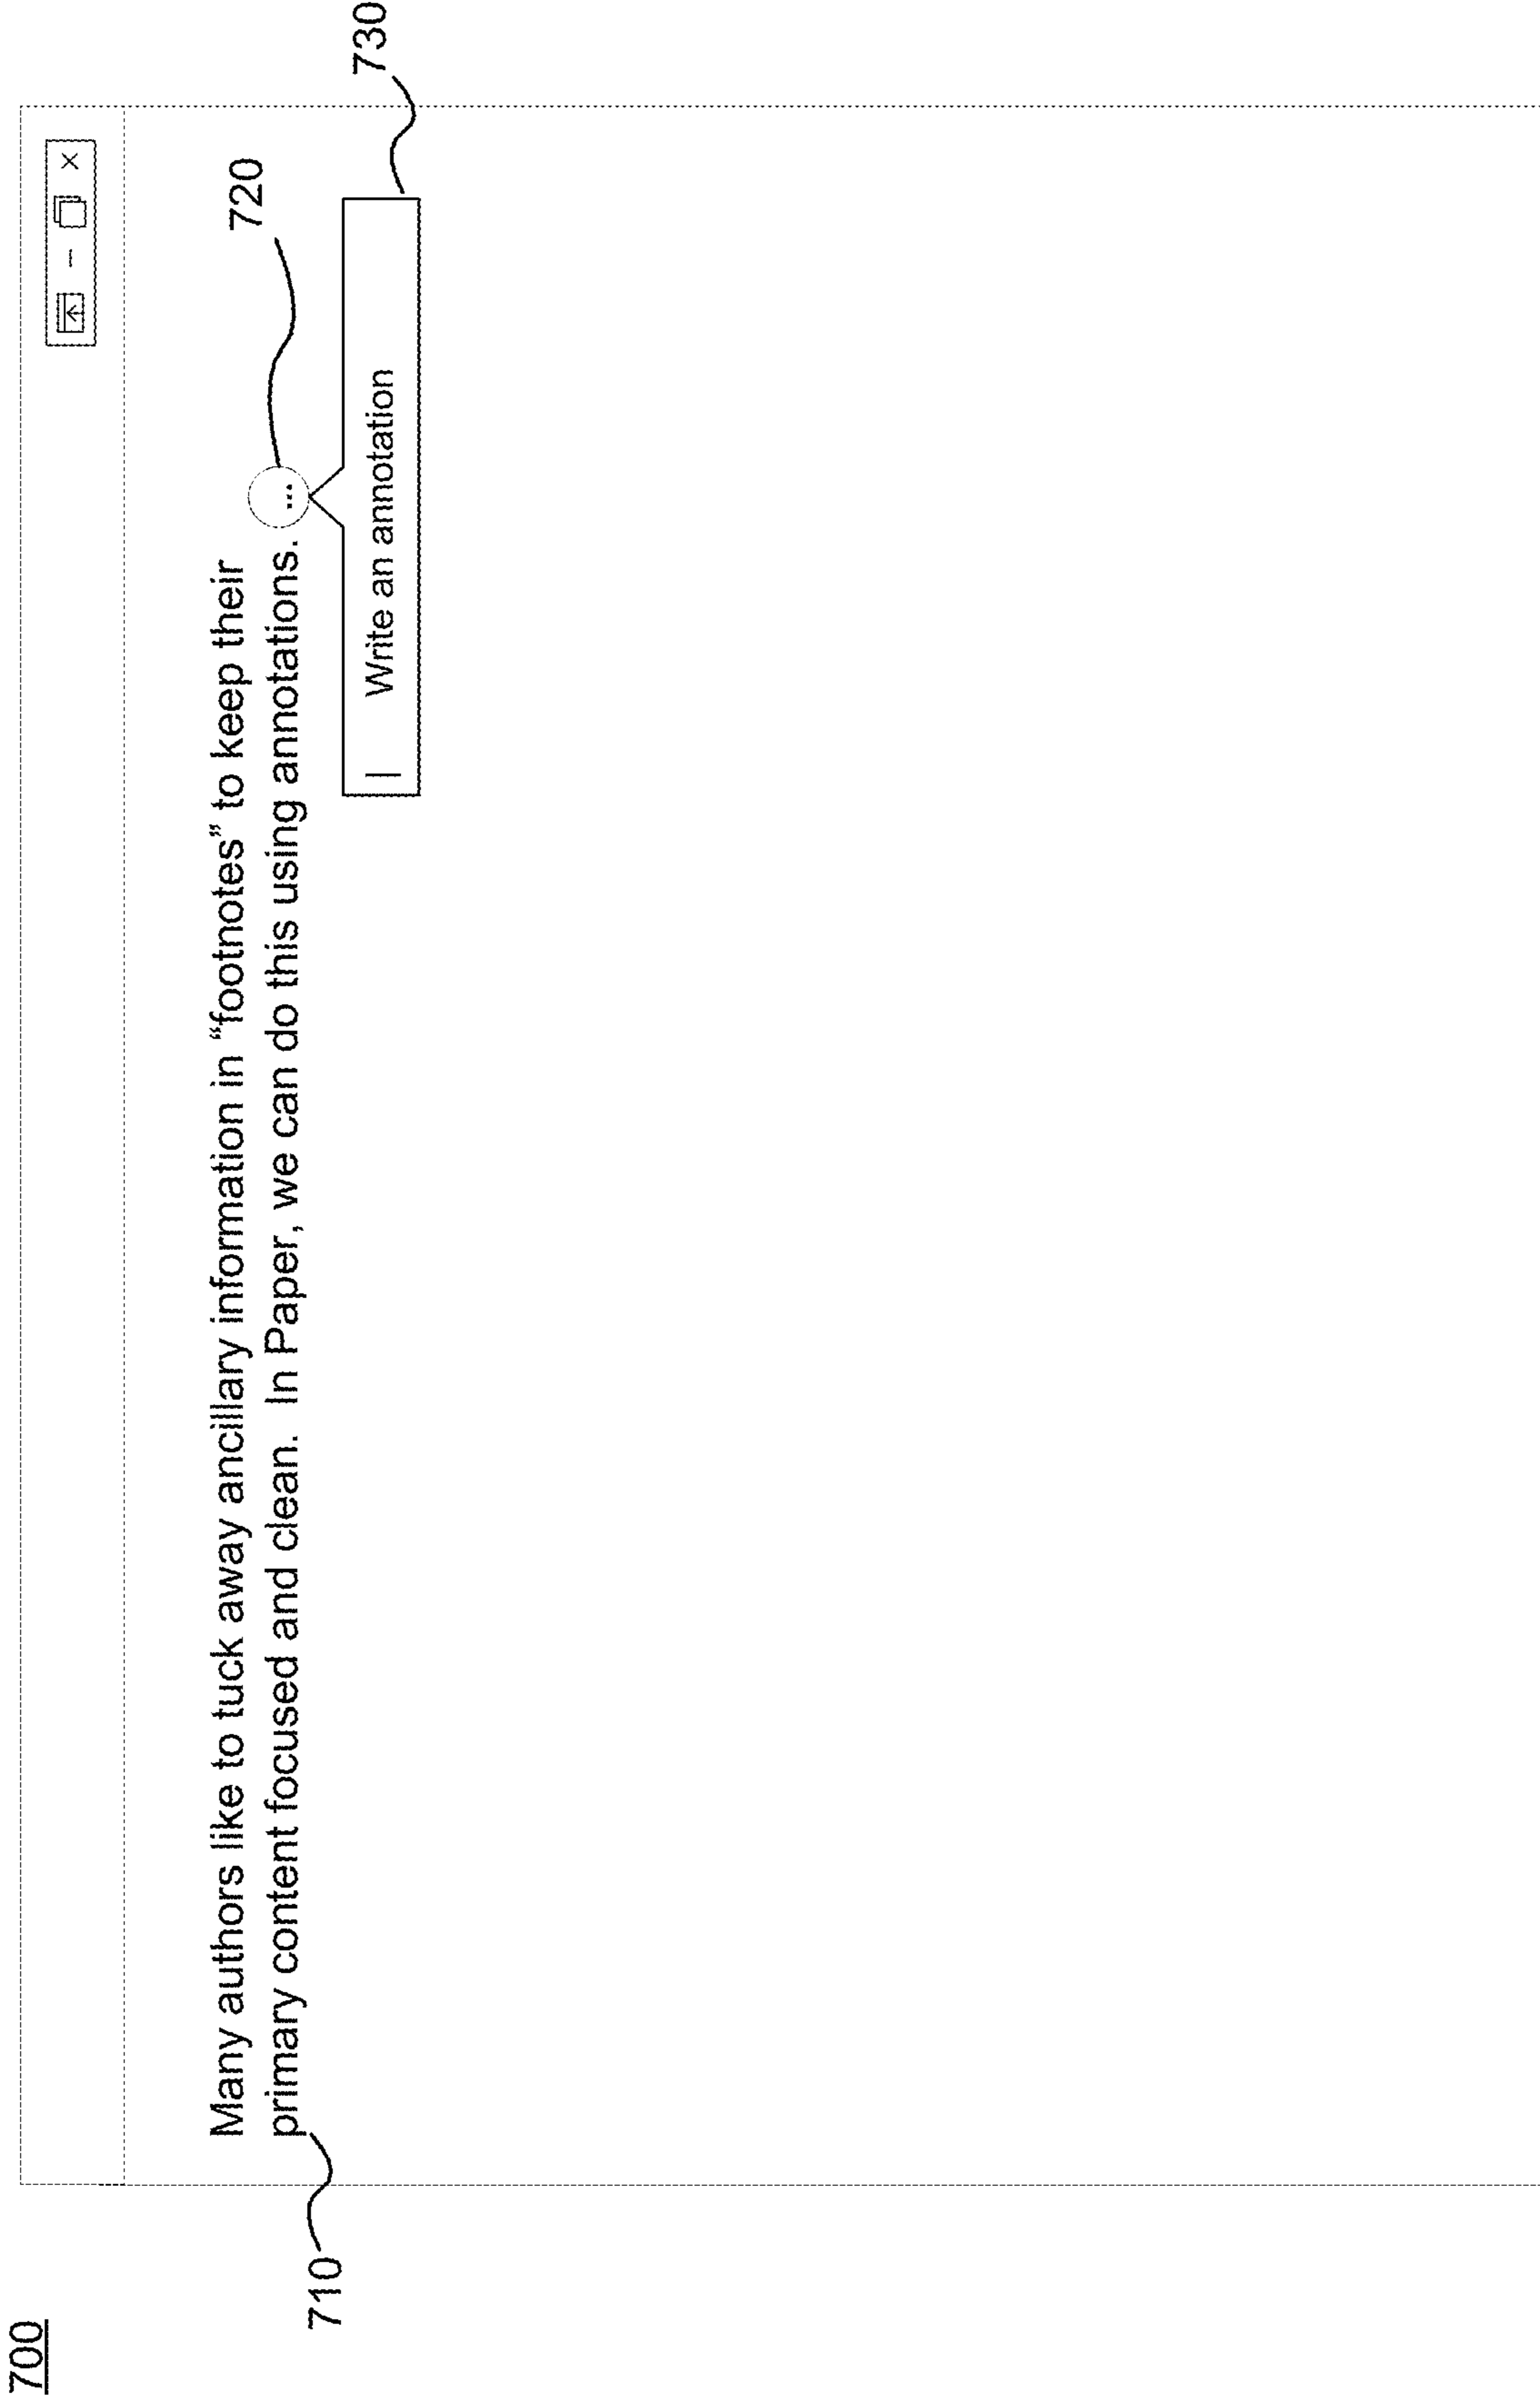 700
730
720
Many authors like to tuck away ancillary information in “footnotes” to keep their
primary content focused and clean. In Paper, we can do this using annotations. ...
Write an annotation
710